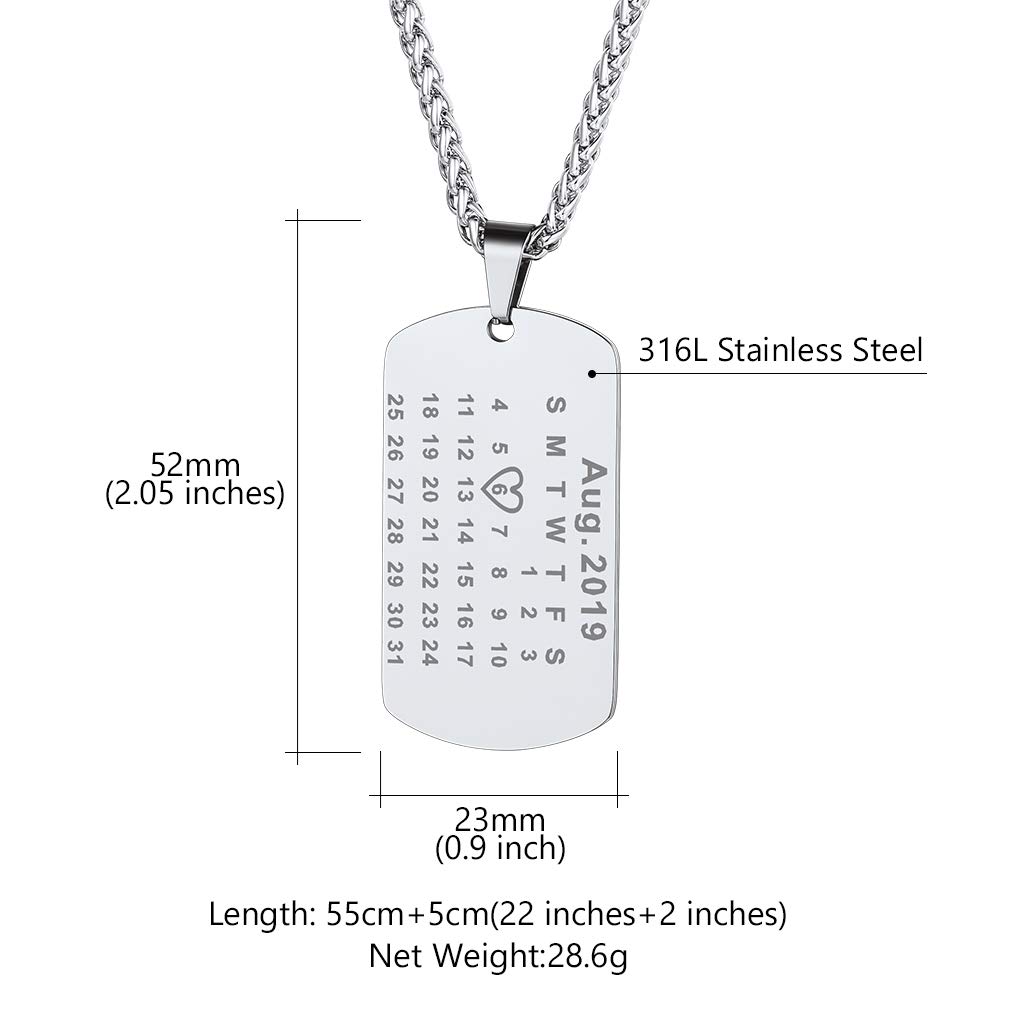 316L Stainless Steel
52mm
(2.05 inches)
Aug. 2019
S M T W T F S
1 2 3
4 5 6 7 8 9 10
11 12 13 14 15 16 17
18 19 20 21 22 23 24
25 26 27 28 29 30 31
23mm
(0.9 inch)
Length: 55cm+5cm(22 inches+2 inches)
Net Weight:28.6g